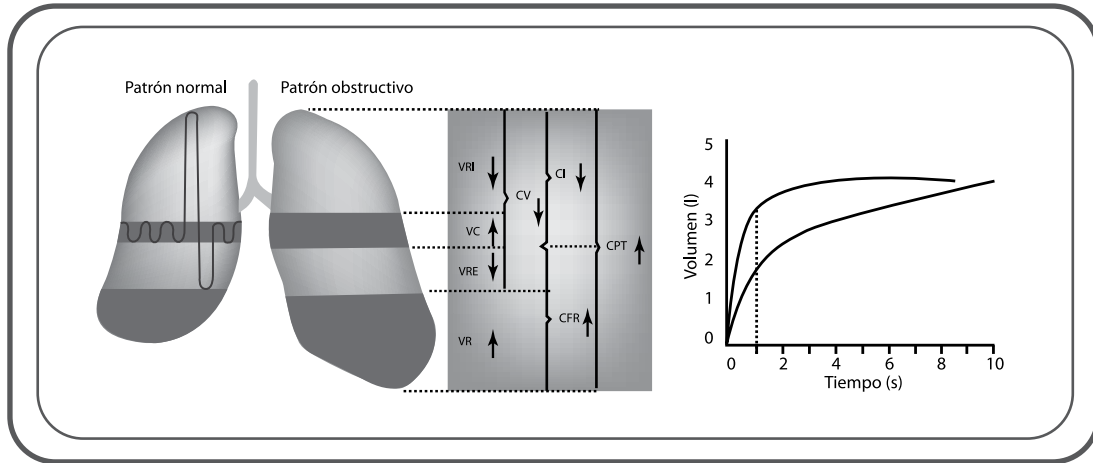 Patrón normal
Patrón obstructivo
VRI
CI
CV
VC
CPT
VRE
CFR
VR
Volumen (l)
5
4
3
2
1
0
0 2 4 6 8 10
Tiempo (s)